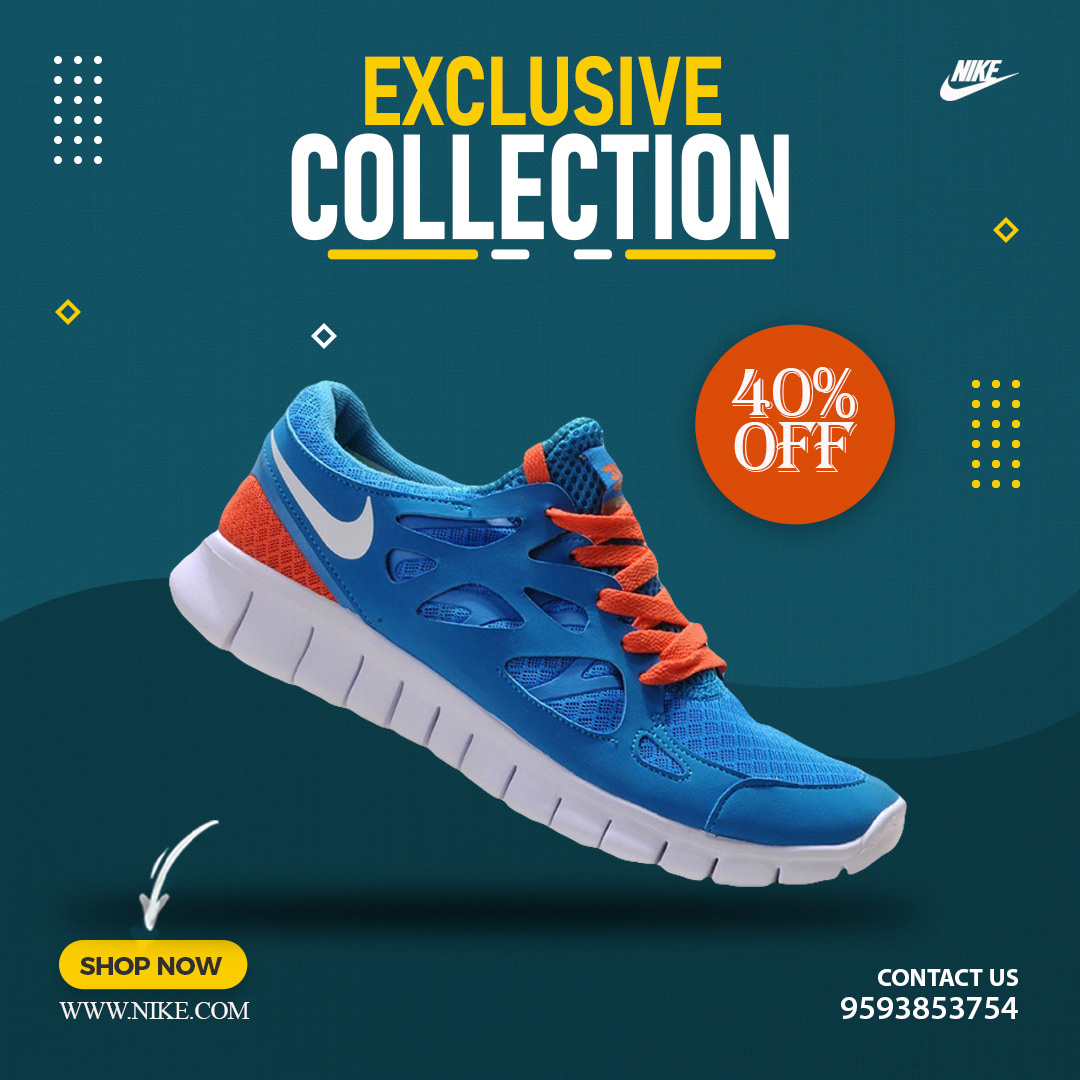 EXCLUSIVE
COLLECTION
NIKE
40%
OFF
SHOP NOW
WWW.NIKE.COM
CONTACT US
9593853754